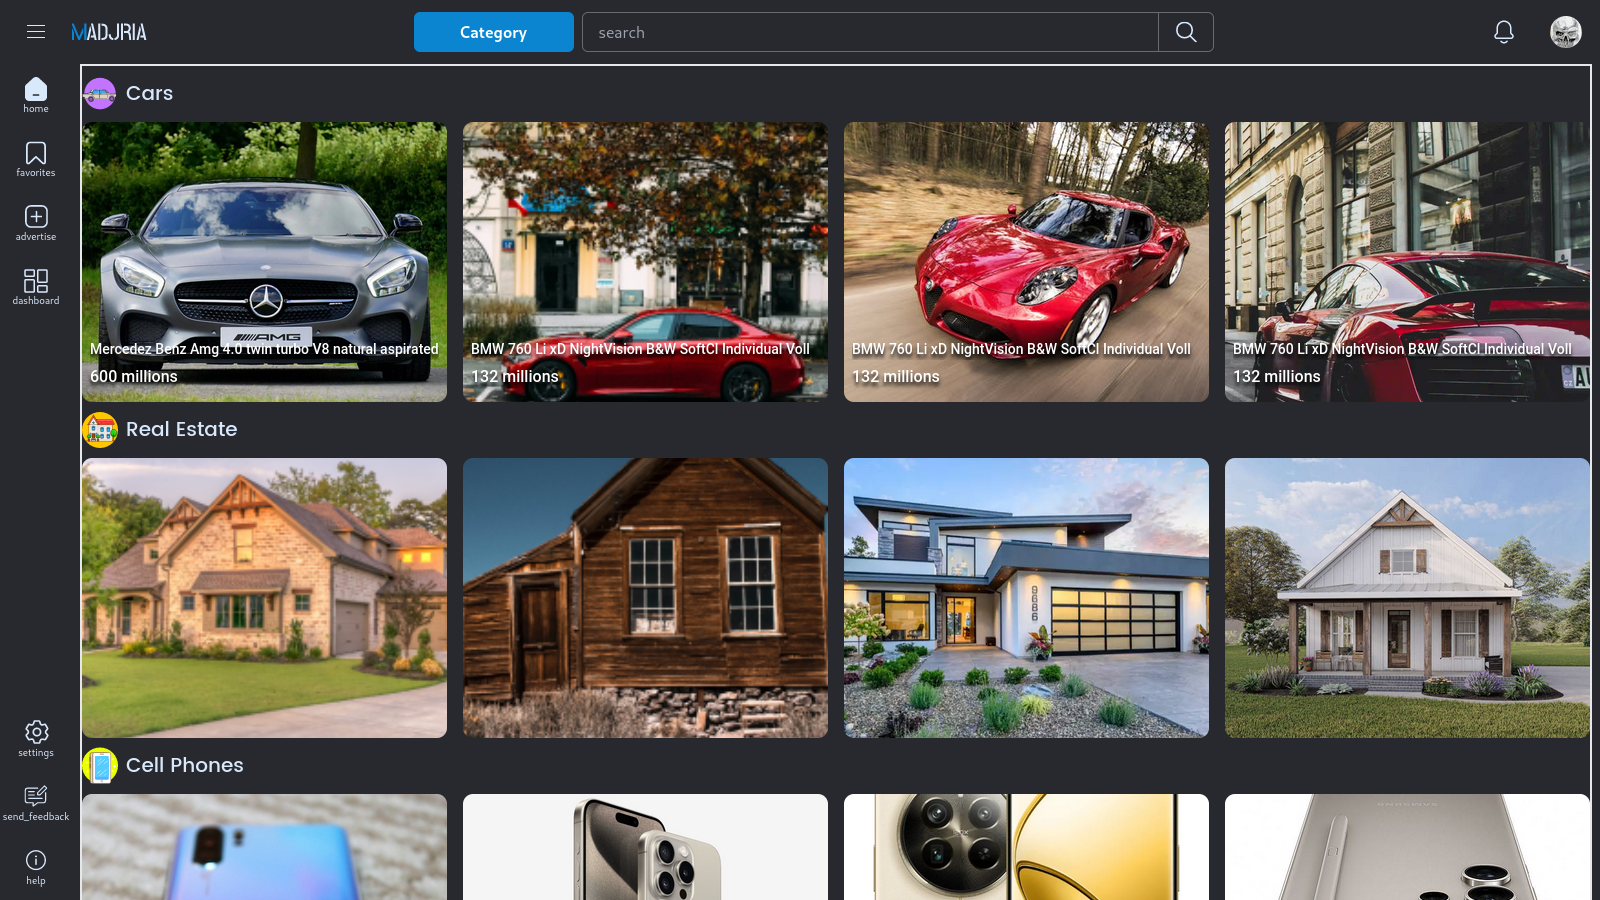 MADJRIA
Category
search
home
favorites
advertise
dashboard
settings
send_feedback
help
Cars
AMG
Mercedez Benz Amg 4.0 twin turbo V8 natural aspirated
600 millions
BMW 760 Li xD NightVision B&W SoftCl Individual Voll
132 millions
BMW 760 Li xD NightVision B&W SoftCl Individual Voll
132 millions
BMW 760 Li xD NightVision B&W SoftCl Individual Voll
132 millions
Real Estate
9686
Cell Phones